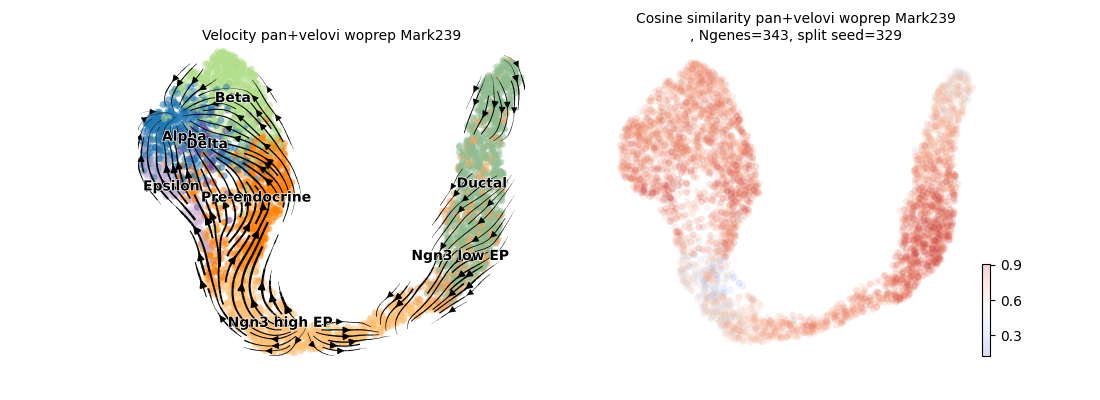 Velocity pan+velovi woprep Mark239
Beta
Alpha
Delta
Epsilon
Pre-endocrine
Ductal
Ngn3 low EP
Ngn3 high EP
Cosine similarity pan+velovi woprep Mark239
, Ngenes=343, split seed=329
0.9
0.6
0.3